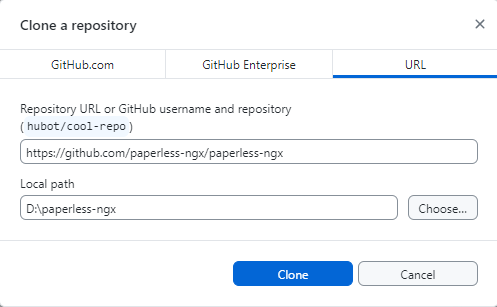 Clone a repository
GitHub.com
GitHub Enterprise
URL
Repository URL or GitHub username and repository
(hubot/cool-repo)
https://github.com/paperless-ngx/paperless-ngx
Local path
D:\paperless-ngx
Choose...
Clone
Cancel